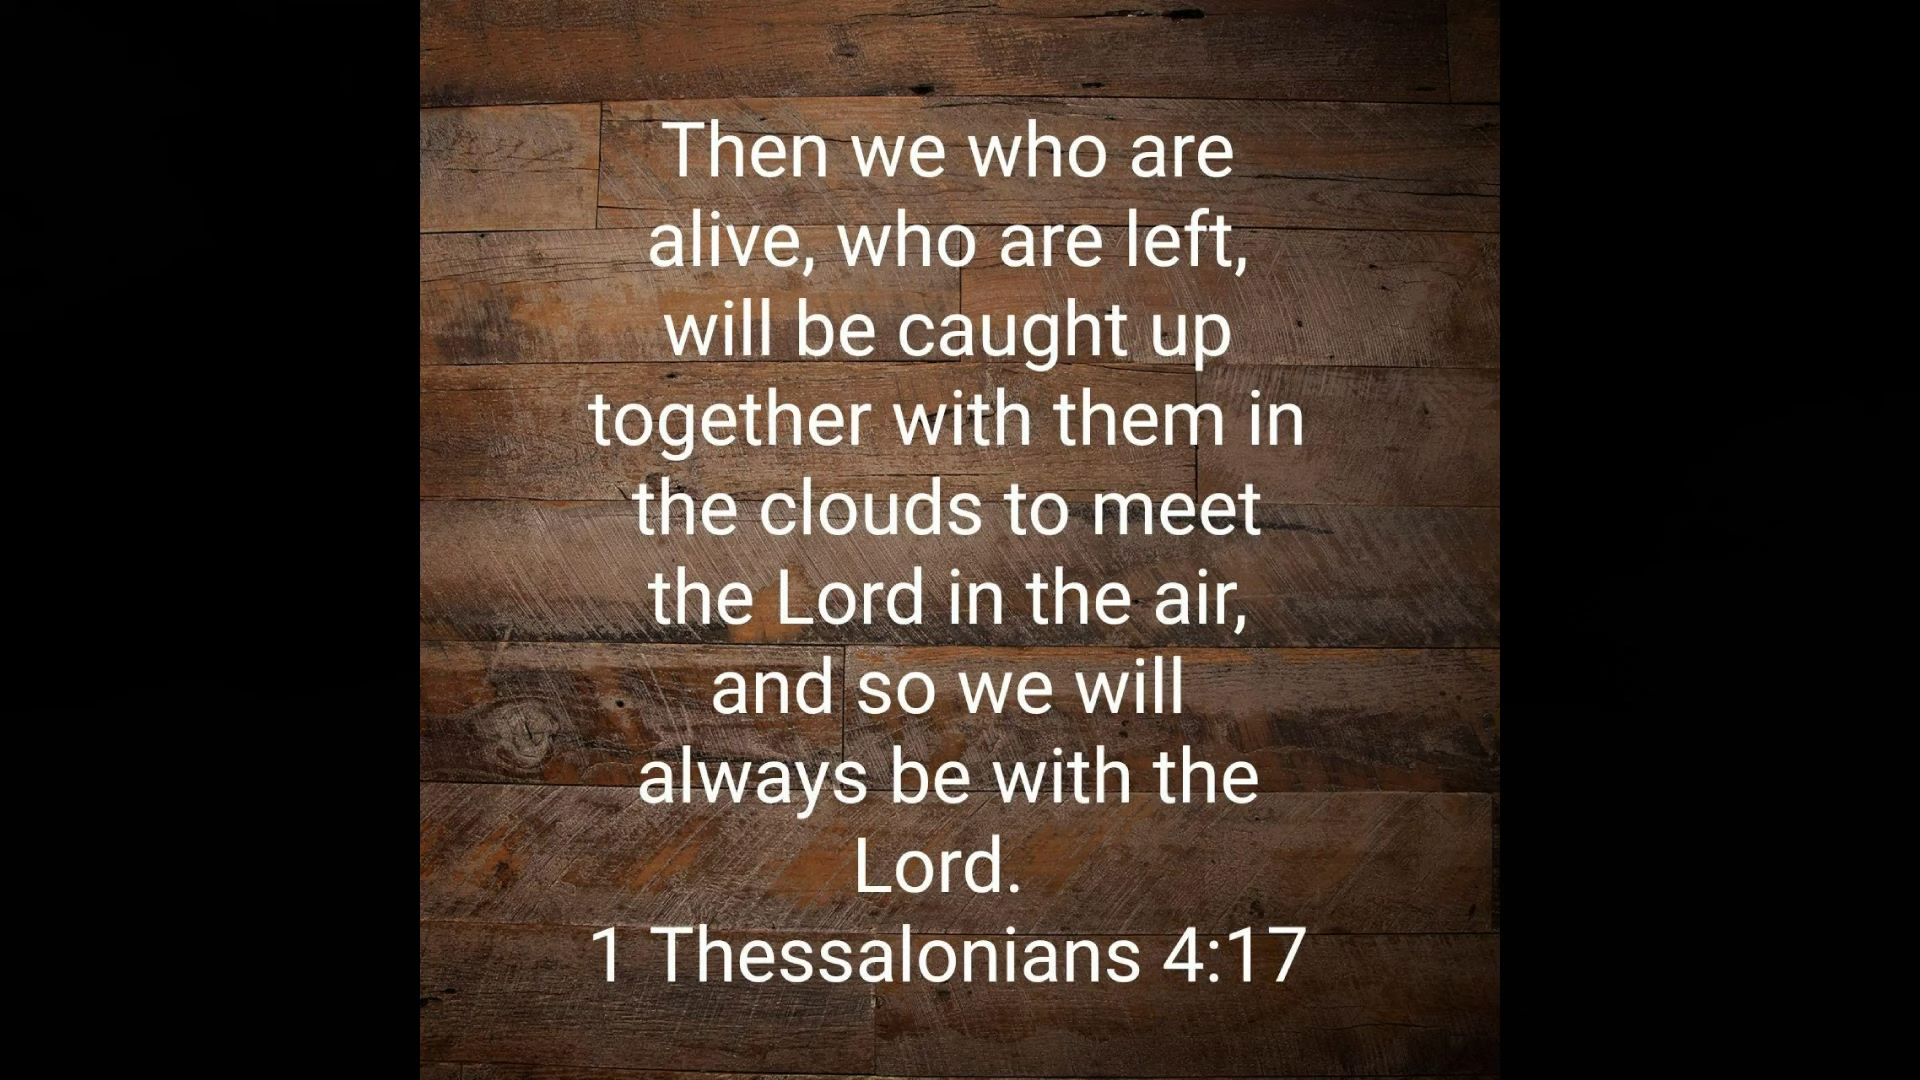 Then we who are
alive, who are left,
will be caught up
together with them in
the clouds to meet
the Lord in the air,
and so we will
always be with the
Lord.
1 Thessalonians 4:17